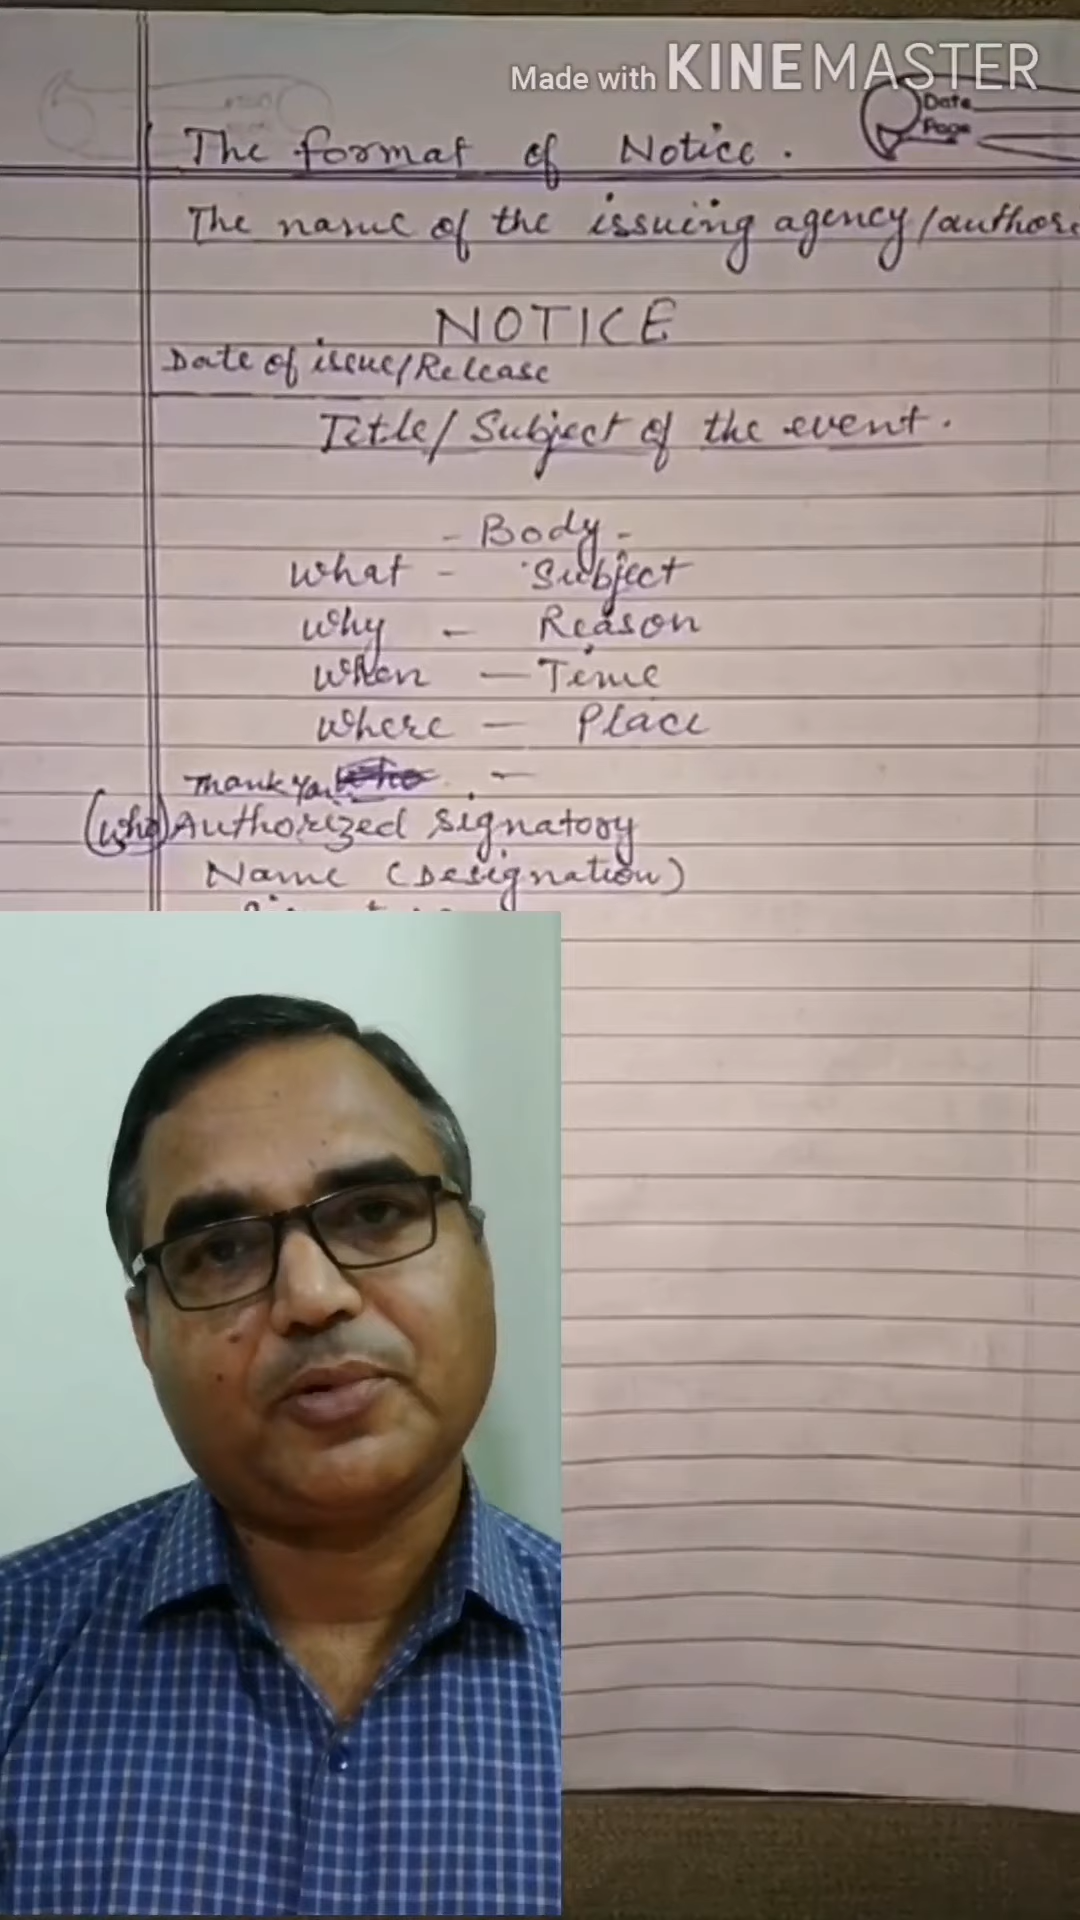 Made with KINEMASTER
Date
Page
The format of Notice.
The name of the issuing agency/author
NOTICE
Date of issue/Release
Title/Subject of the event.
- Body -
What - Subject
Why - Reason
When - Time
Where - Place
Thank You. -
(who) Authorized signatory
Name (Designation)